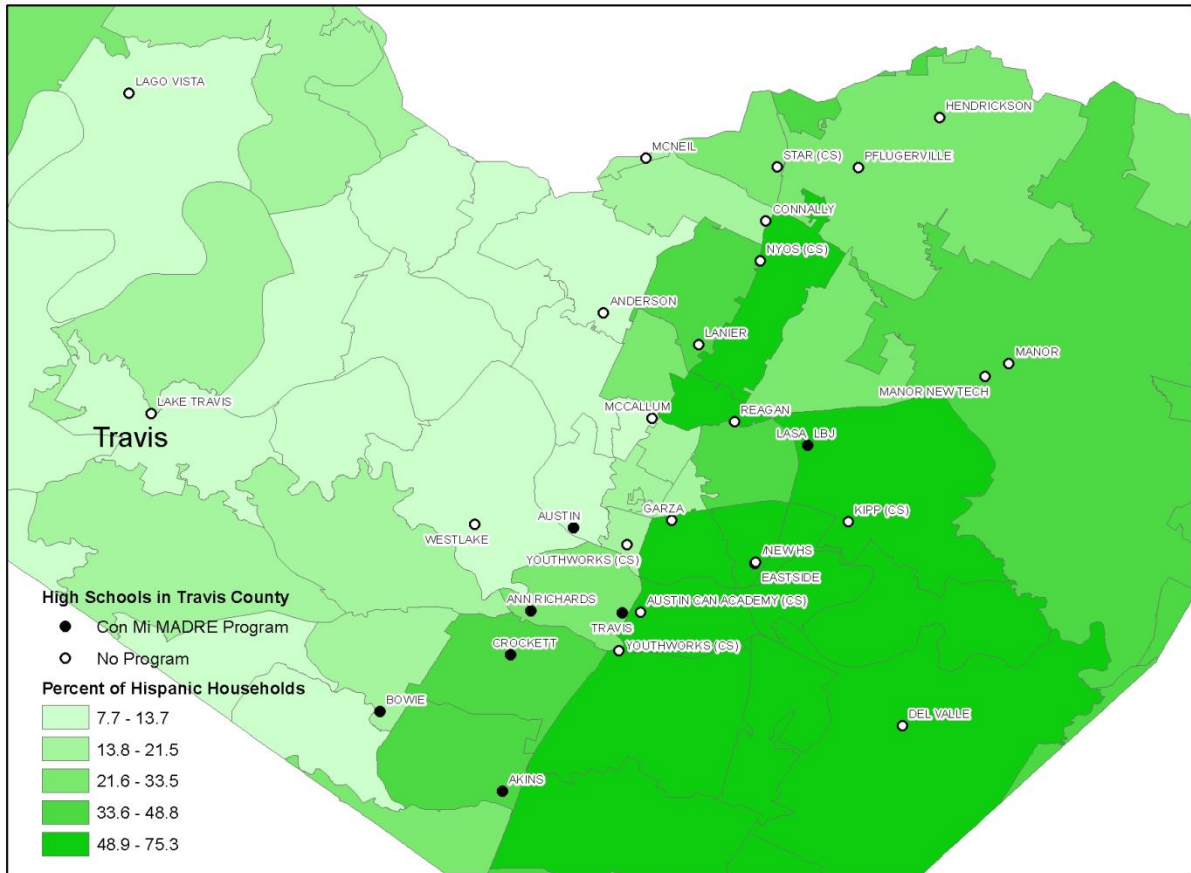 LAGO VISTA
HENDRICKSON
MCNEIL
STAR (CS)
PFLUGERVILLE
CONNALLY
NYOS (CS)
ANDERSON
LANIER
MANOR
MANOR NEW TECH
LAKE TRAVIS
MCCALLUM
REAGAN
Travis
LASA LBJ
GARZA
KIPP (CS)
AUSTIN
WESTLAKE
YOUTHWORKS (CS)
/NEWHS
EASTSIDE
ANN RICHARDS
AUSTIN CAN ACADEMY (CS)
TRAVIS
CROCKETT
YOUTHWORKS (CS)
BOWIE
DEL VALLE
AKINS
High Schools in Travis County
Con Mi MADRE Program
No Program
Percent of Hispanic Households
7.7 - 13.7
13.8 - 21.5
21.6 - 33.5
33.6 - 48.8
48.9 - 75.3